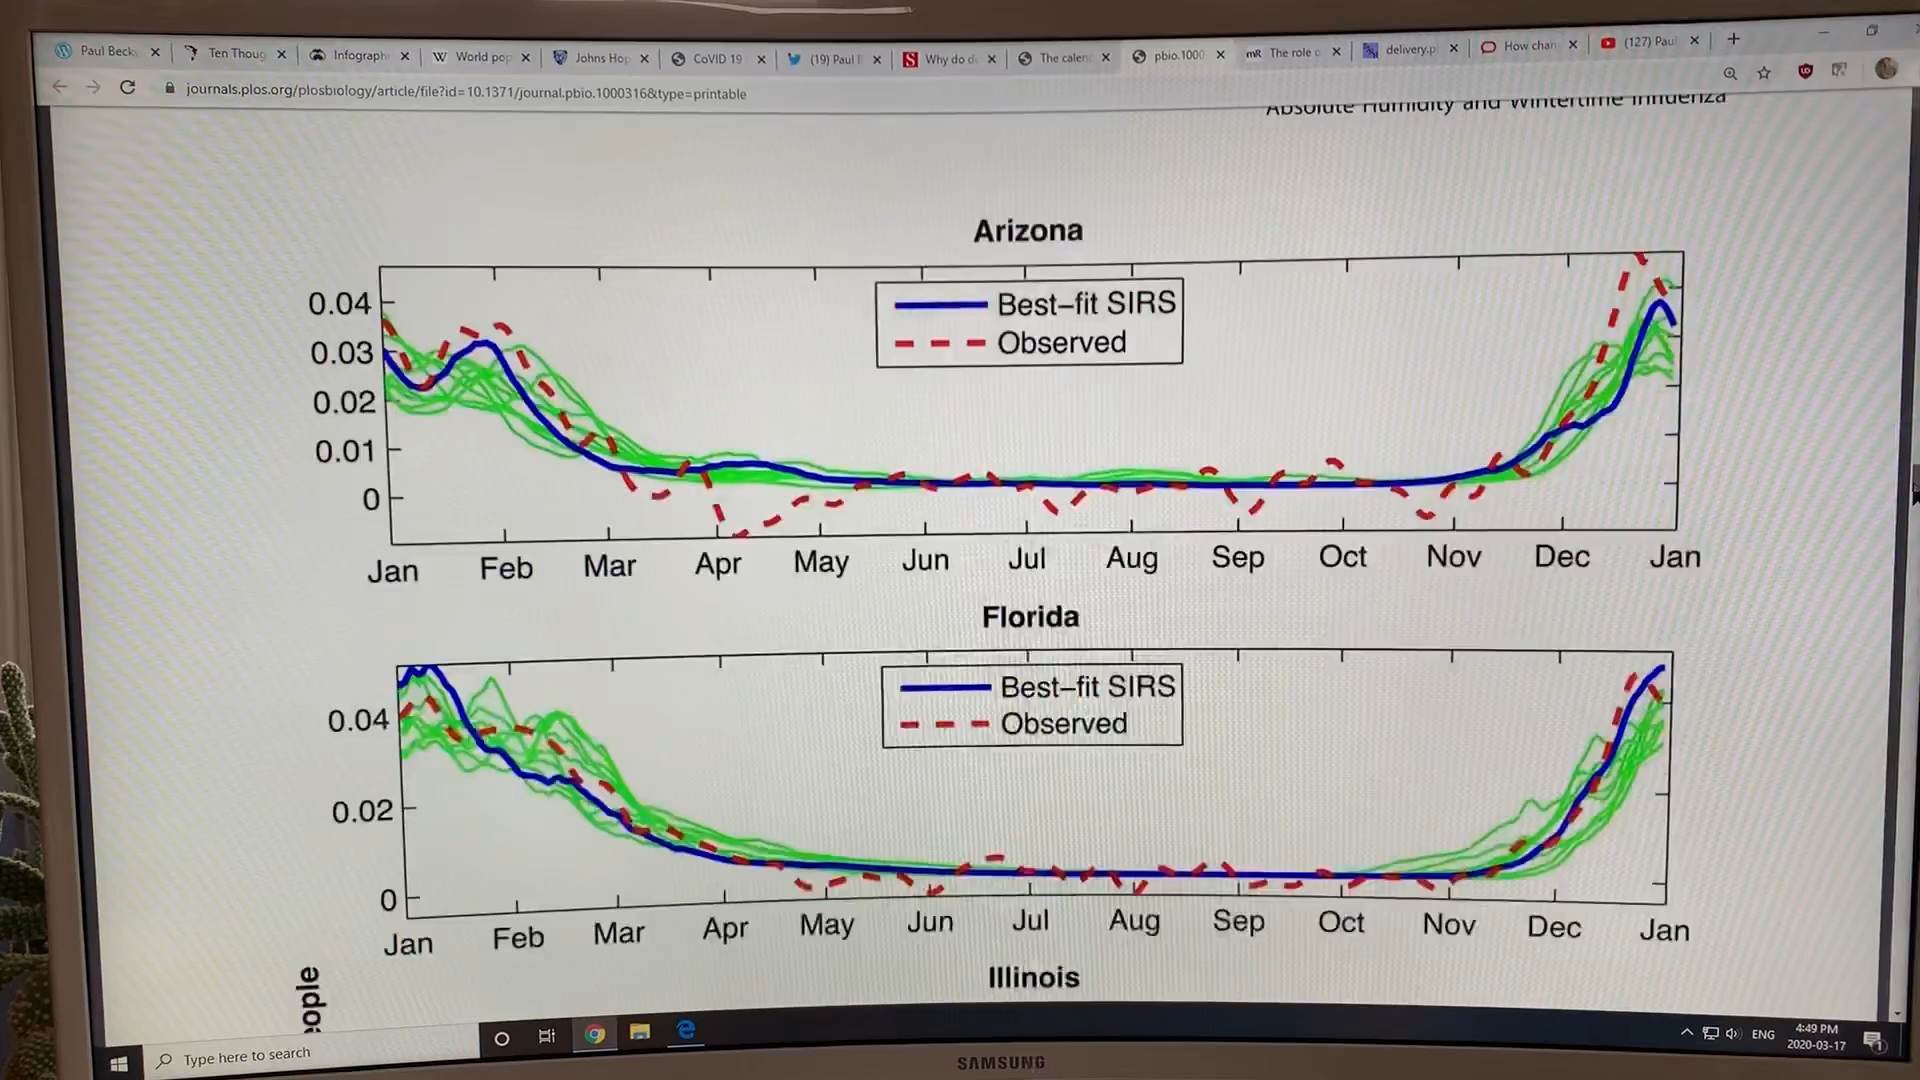 Paul Beck
Ten Thoug
Infograph
World pop
Johns Hop
CoVID 19
(19) Paul
Why do d
The calen
pbio.1000
mR The role o
delivery.p
How chan
(127) Paul
journals.plos.org/plosbiology/article/file?id=10.1371/journal.pbio.1000316&type=printable
Absolute Humidity and Wintertime Influenza
Arizona
0.04
0.03
0.02
0.01
0
Best–fit SIRS
Observed
Jan Feb Mar Apr May Jun Jul Aug Sep Oct Nov Dec Jan
Florida
0.04
0.02
0
Best–fit SIRS
Observed
Jan Feb Mar Apr May Jun Jul Aug Sep Oct Nov Dec Jan
Illinois
eople
Type here to search
ENG
4:49 PM
2020-03-17
SAMSUNG